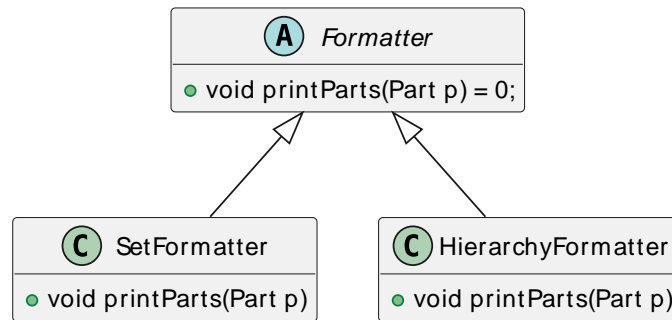 A Formatter
void printParts(Part p) = 0;
C SetFormatter
C HierarchyFormatter
void printParts(Part p)
void printParts(Part p)